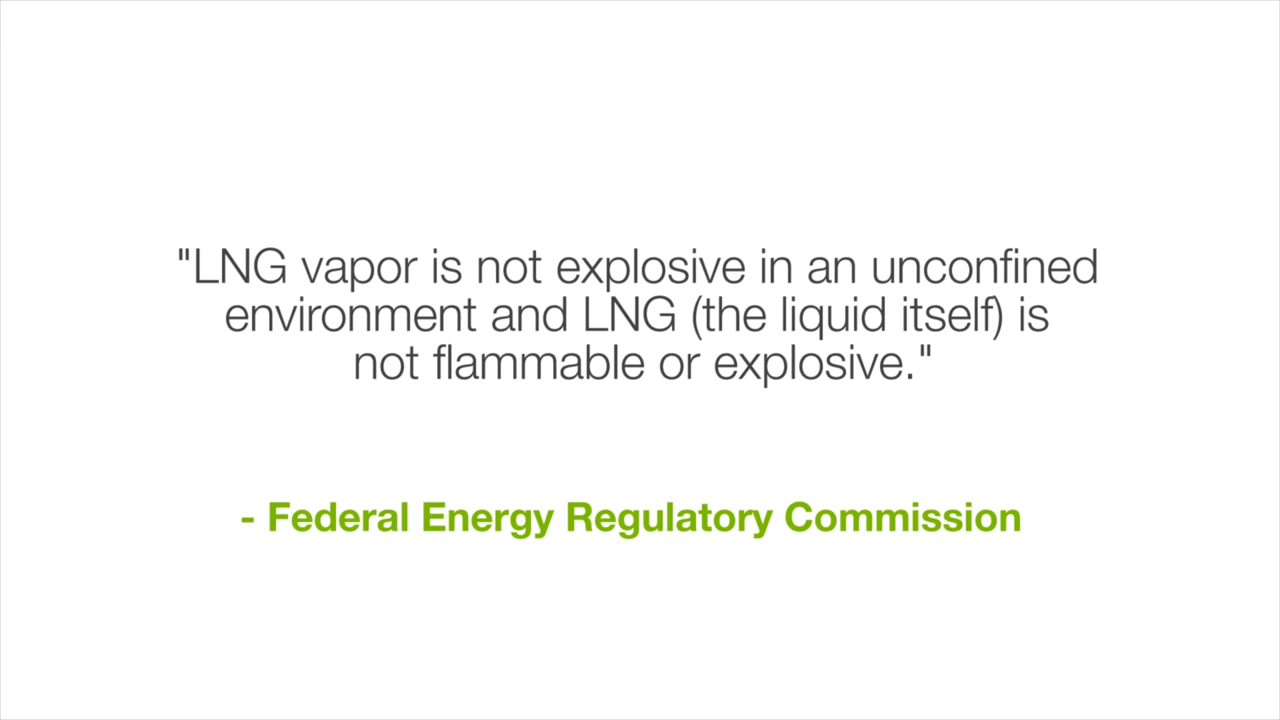 "LNG vapor is not explosive in an unconfined
environment and LNG (the liquid itself) is
not flammable or explosive."
- Federal Energy Regulatory Commission